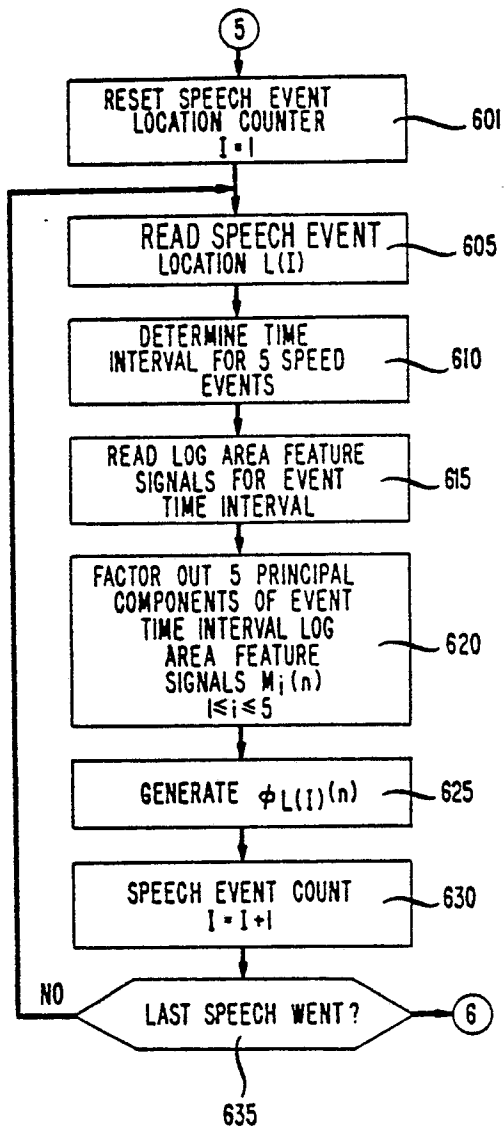 5
RESET SPEECH EVENT
LOCATION COUNTER
I = 1
601
READ SPEECH EVENT
LOCATION L(I)
605
DETERMINE TIME
INTERVAL FOR 5 SPEED
EVENTS
610
READ LOG AREA FEATURE
SIGNALS FOR EVENT
TIME INTERVAL
615
FACTOR OUT 5 PRINCIPAL
COMPONENTS OF EVENT
TIME INTERVAL LOG
AREA FEATURE
SIGNALS Mi(n)
1≤i≤5
620
GENERATE ϕL(I)(n)
625
SPEECH EVENT COUNT
I = I+1
630
NO
LAST SPEECH WENT?
6
635